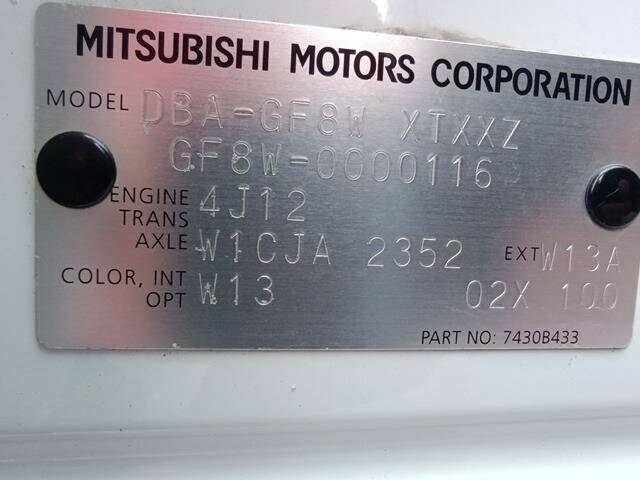 MITSUBISHI MOTORS CORPORATION
MODEL DBA-GF8W XTXXZ
GF8W-0000116
ENGINE 4J12
TRANS
AXLE W1CJA 2352 EXT W13A
COLOR, INT W13
OPT 02X 100
PART NO: 7430B433